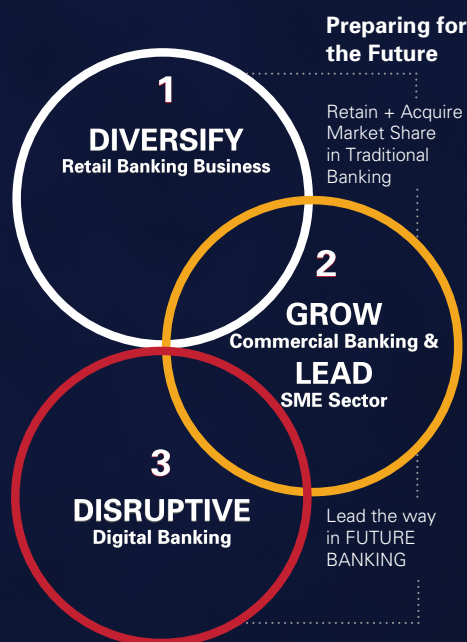 Preparing for
the Future
1
DIVERSIFY
Retail Banking Business
Retain + Acquire
Market Share
in Traditional
Banking
2
GROW
Commercial Banking &
LEAD
SME Sector
3
DISRUPTIVE
Digital Banking
Lead the way
in FUTURE
BANKING